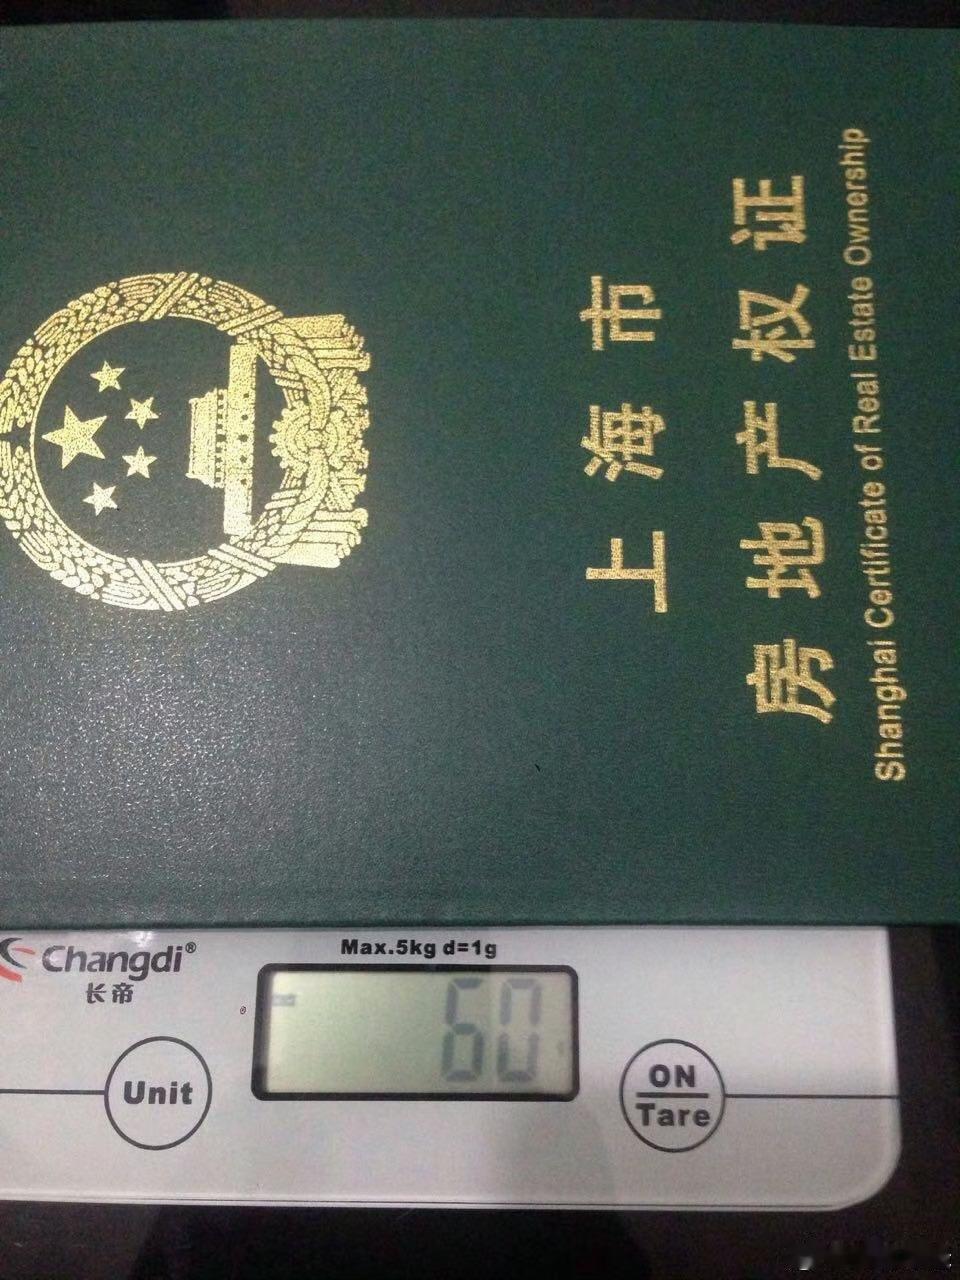 上海市
房地产权证
Shanghai Certificate of Real Estate Ownership
Changdi®
长帝
Max.5kg d=1g
60
Unit
ON
Tare